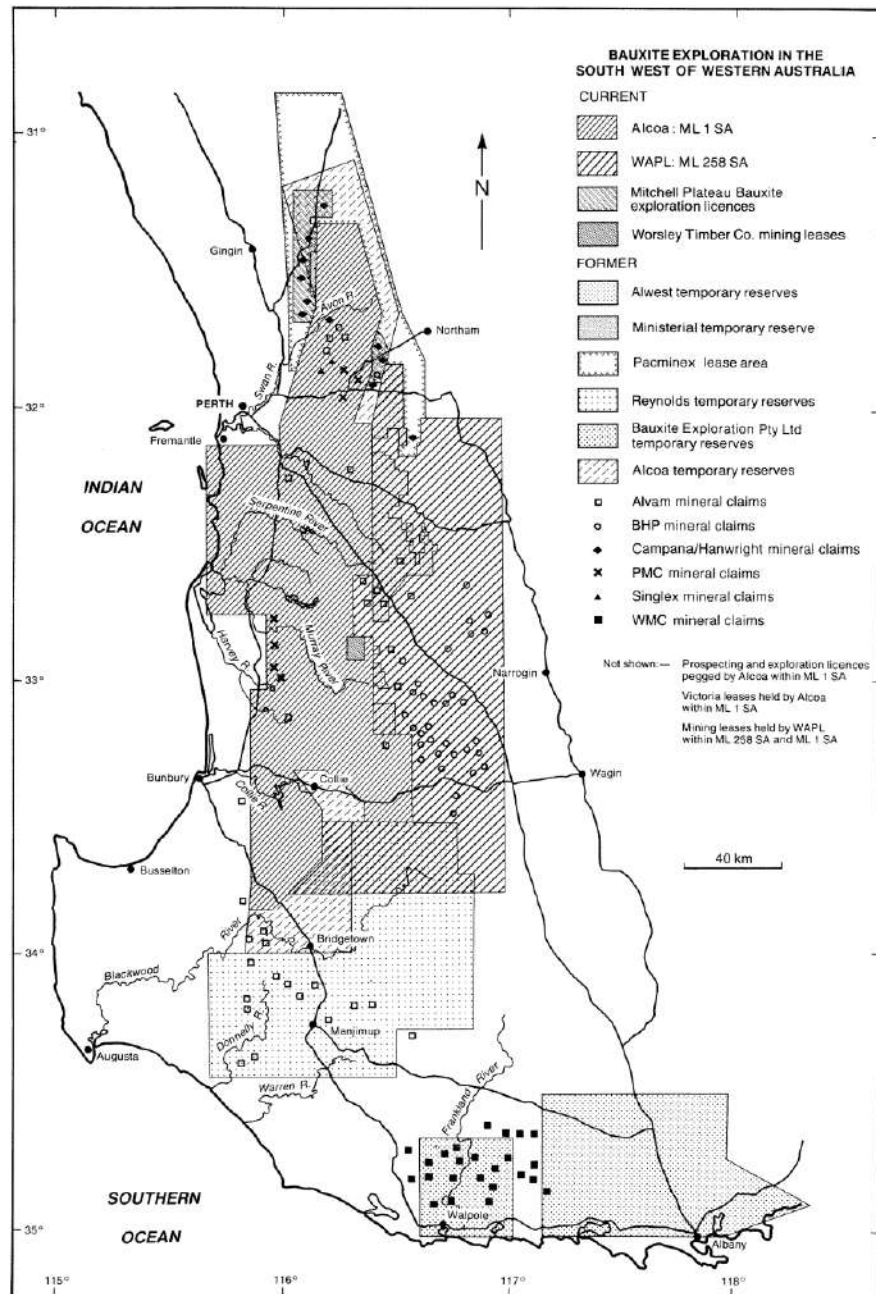 BAUXITE EXPLORATION IN THE
SOUTH WEST OF WESTERN AUSTRALIA
CURRENT
Alcoa : ML 1 SA
WAPL: ML 258 SA
Mitchell Plateau Bauxite
exploration licences
Worsley Timber Co. mining leases
FORMER
Alwest temporary reserves
Ministerial temporary reserve
Pacminex lease area
Reynolds temporary reserves
Bauxite Exploration Pty Ltd
temporary reserves
Alcoa temporary reserves
Alvam mineral claims
BHP mineral claims
Campana/Hanwright mineral claims
PMC mineral claims
Singlex mineral claims
WMC mineral claims
Not shown:— Prospecting and exploration licences
pegged by Alcoa within ML 1 SA
Victoria leases held by Alcoa
within ML 1 SA
Mining leases held by WAPL
within ML 258 SA and ML 1 SA
40 km
N
31°
Gingin
Avon R.
Northam
Swan R.
32°
PERTH
Fremantle
INDIAN
OCEAN
Serpentine
River
Murray River
Harvey R.
33°
Narrogin
Bunbury
Collie
Collie R.
Wagin
Busselton
River
34°
Bridgetown
Blackwood
Donnelly R.
Manjimup
Augusta
Warren R.
Frankland River
SOUTHERN
OCEAN
35°
Walpole
Albany
115°
116°
117°
118°